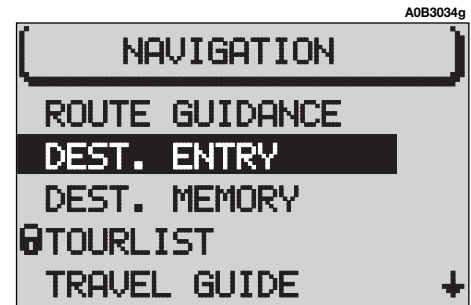 A0B3034g
NAVIGATION
ROUTE GUIDANCE
DEST. ENTRY
DEST. MEMORY
TOURLIST
TRAVEL GUIDE